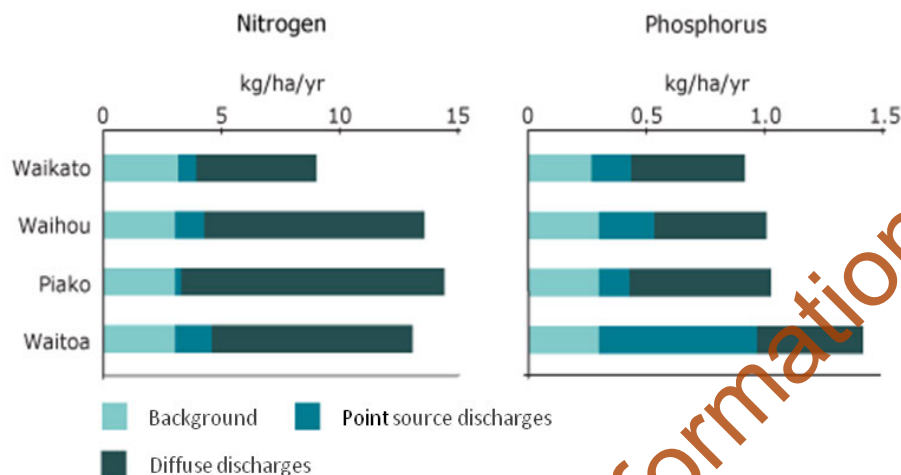 Nitrogen
Phosphorus
kg/ha/yr
kg/ha/yr
0 5 10 15
0 0.5 1.0 1.5
Waikato
Waihou
Piako
Waitoa
Background
Point source discharges
Diffuse discharges